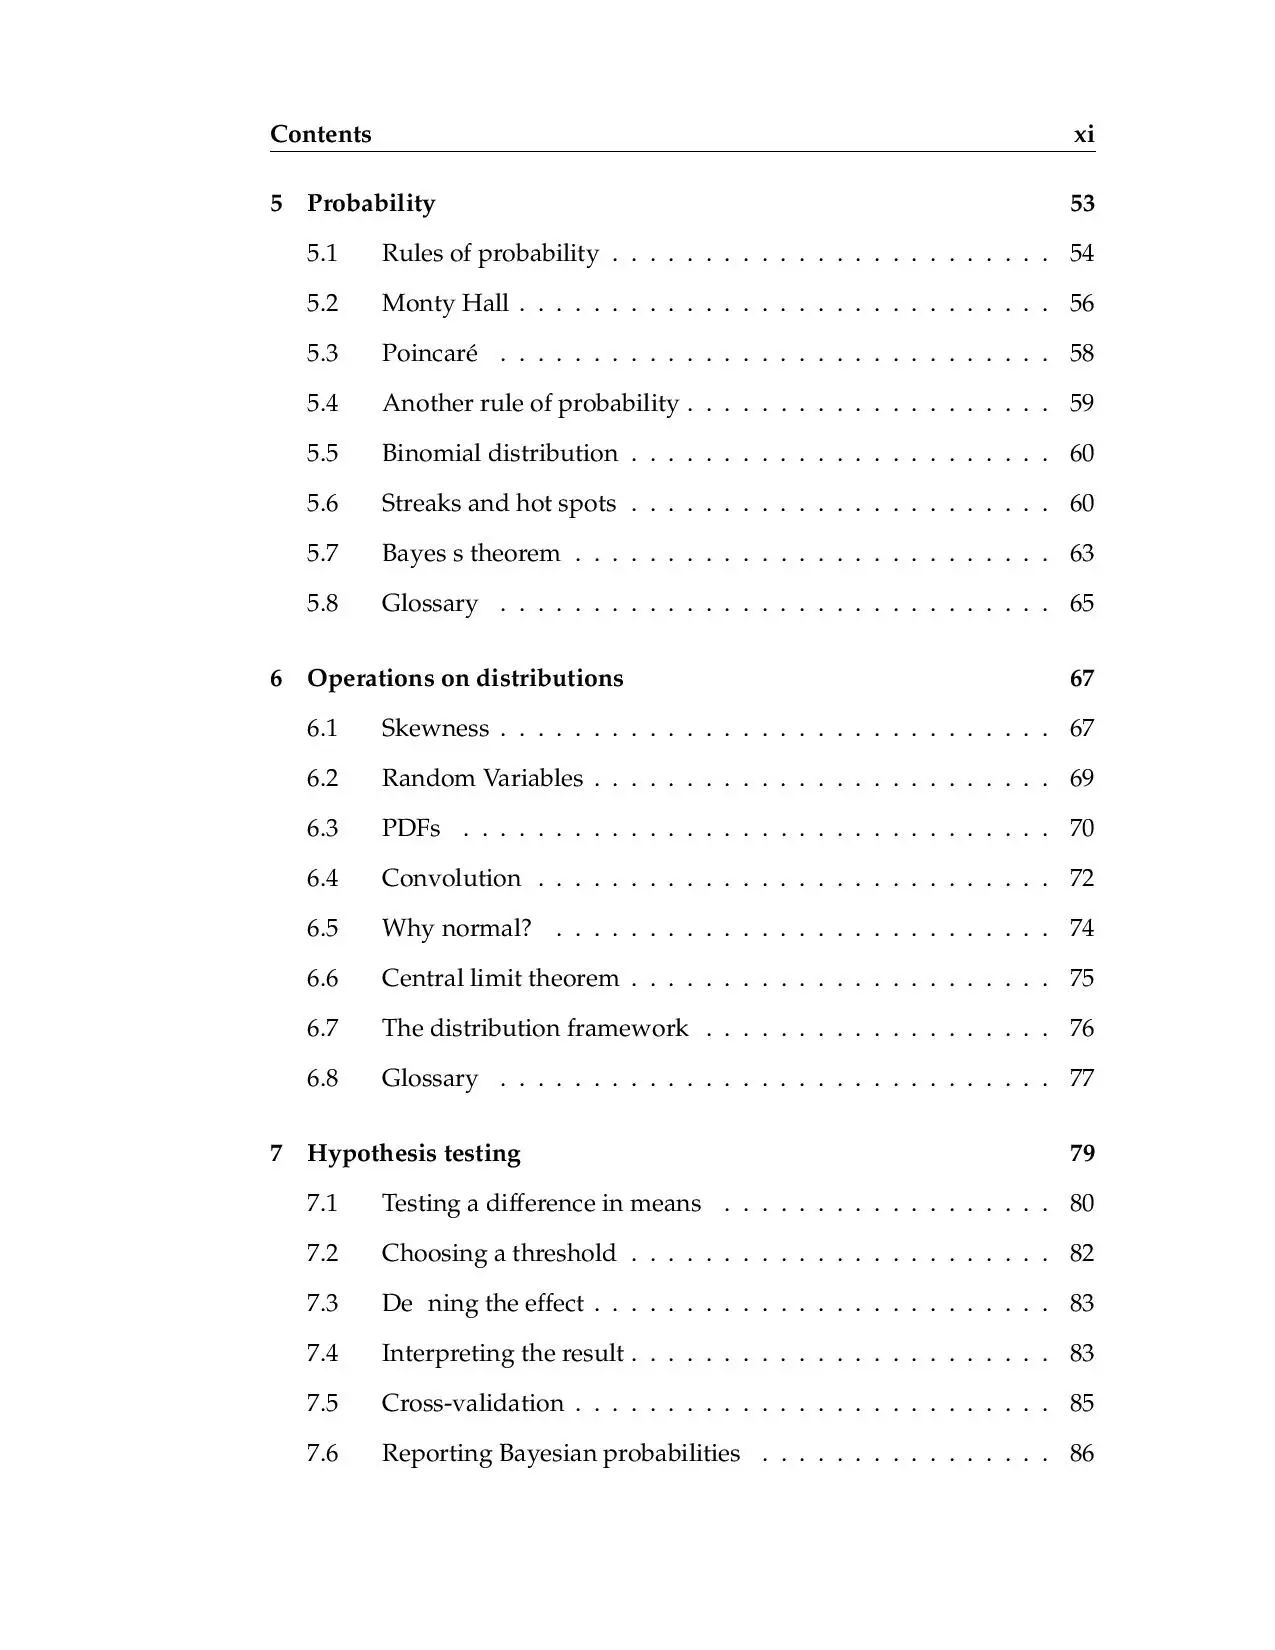 Contents xi
5 Probability 53
5.1 Rules of probability . . . . . . . . . . . . . . . . . . . . . . . . 54
5.2 Monty Hall . . . . . . . . . . . . . . . . . . . . . . . . . . . . . 56
5.3 Poincaré . . . . . . . . . . . . . . . . . . . . . . . . . . . . . . 58
5.4 Another rule of probability . . . . . . . . . . . . . . . . . . . . 59
5.5 Binomial distribution . . . . . . . . . . . . . . . . . . . . . . . 60
5.6 Streaks and hot spots . . . . . . . . . . . . . . . . . . . . . . . 60
5.7 Bayes s theorem . . . . . . . . . . . . . . . . . . . . . . . . . . 63
5.8 Glossary . . . . . . . . . . . . . . . . . . . . . . . . . . . . . . 65
6 Operations on distributions 67
6.1 Skewness . . . . . . . . . . . . . . . . . . . . . . . . . . . . . . 67
6.2 Random Variables . . . . . . . . . . . . . . . . . . . . . . . . . 69
6.3 PDFs . . . . . . . . . . . . . . . . . . . . . . . . . . . . . . . . 70
6.4 Convolution . . . . . . . . . . . . . . . . . . . . . . . . . . . . 72
6.5 Why normal? . . . . . . . . . . . . . . . . . . . . . . . . . . . 74
6.6 Central limit theorem . . . . . . . . . . . . . . . . . . . . . . . 75
6.7 The distribution framework . . . . . . . . . . . . . . . . . . . 76
6.8 Glossary . . . . . . . . . . . . . . . . . . . . . . . . . . . . . . 77
7 Hypothesis testing 79
7.1 Testing a difference in means . . . . . . . . . . . . . . . . . . 80
7.2 Choosing a threshold . . . . . . . . . . . . . . . . . . . . . . . 82
7.3 De ning the effect . . . . . . . . . . . . . . . . . . . . . . . . . 83
7.4 Interpreting the result . . . . . . . . . . . . . . . . . . . . . . . 83
7.5 Cross-validation . . . . . . . . . . . . . . . . . . . . . . . . . . 85
7.6 Reporting Bayesian probabilities . . . . . . . . . . . . . . . . 86